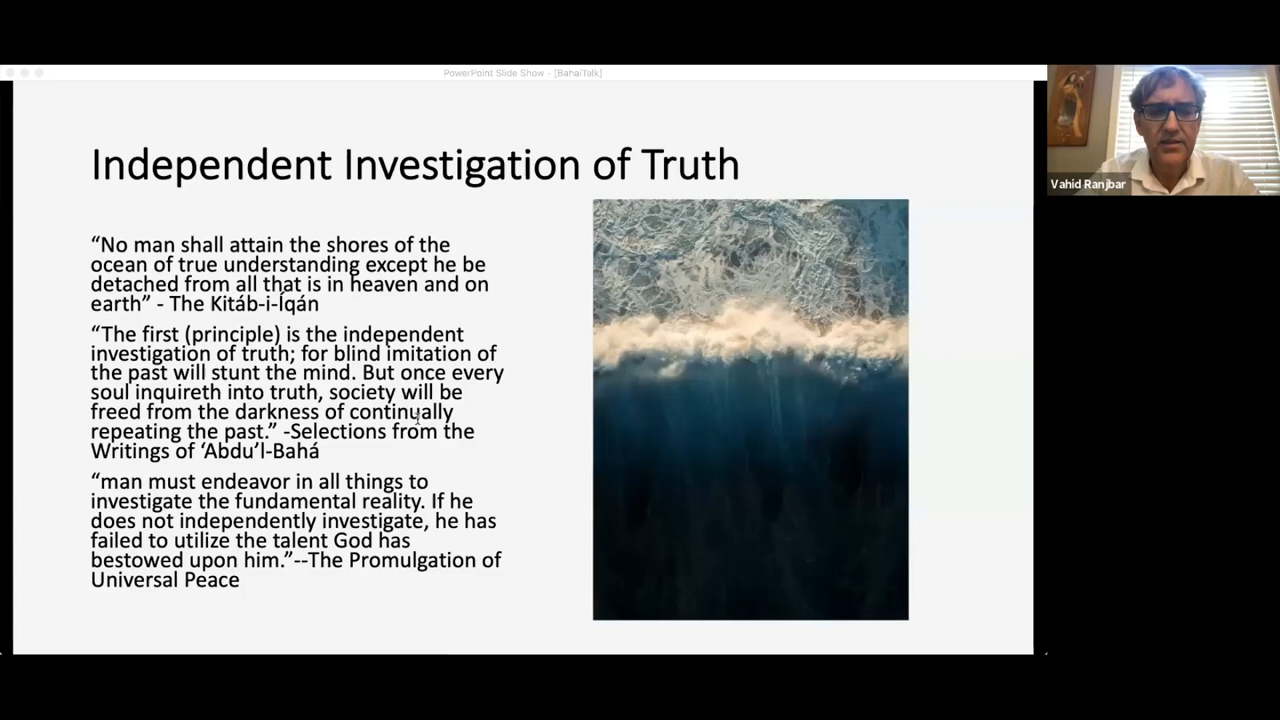 PowerPoint Slide Show - [BahaiTalk]
Independent Investigation of Truth
“No man shall attain the shores of the
ocean of true understanding except he be
detached from all that is in heaven and on
earth” - The Kitáb-i-Íqán
“The first (principle) is the independent
investigation of truth; for blind imitation of
the past will stunt the mind. But once every
soul inquireth into truth, society will be
freed from the darkness of continually
repeating the past.” -Selections from the
Writings of ‘Abdu’l-Bahá
“man must endeavor in all things to
investigate the fundamental reality. If he
does not independently investigate, he has
failed to utilize the talent God has
bestowed upon him.”--The Promulgation of
Universal Peace
Vahid Ranjbar